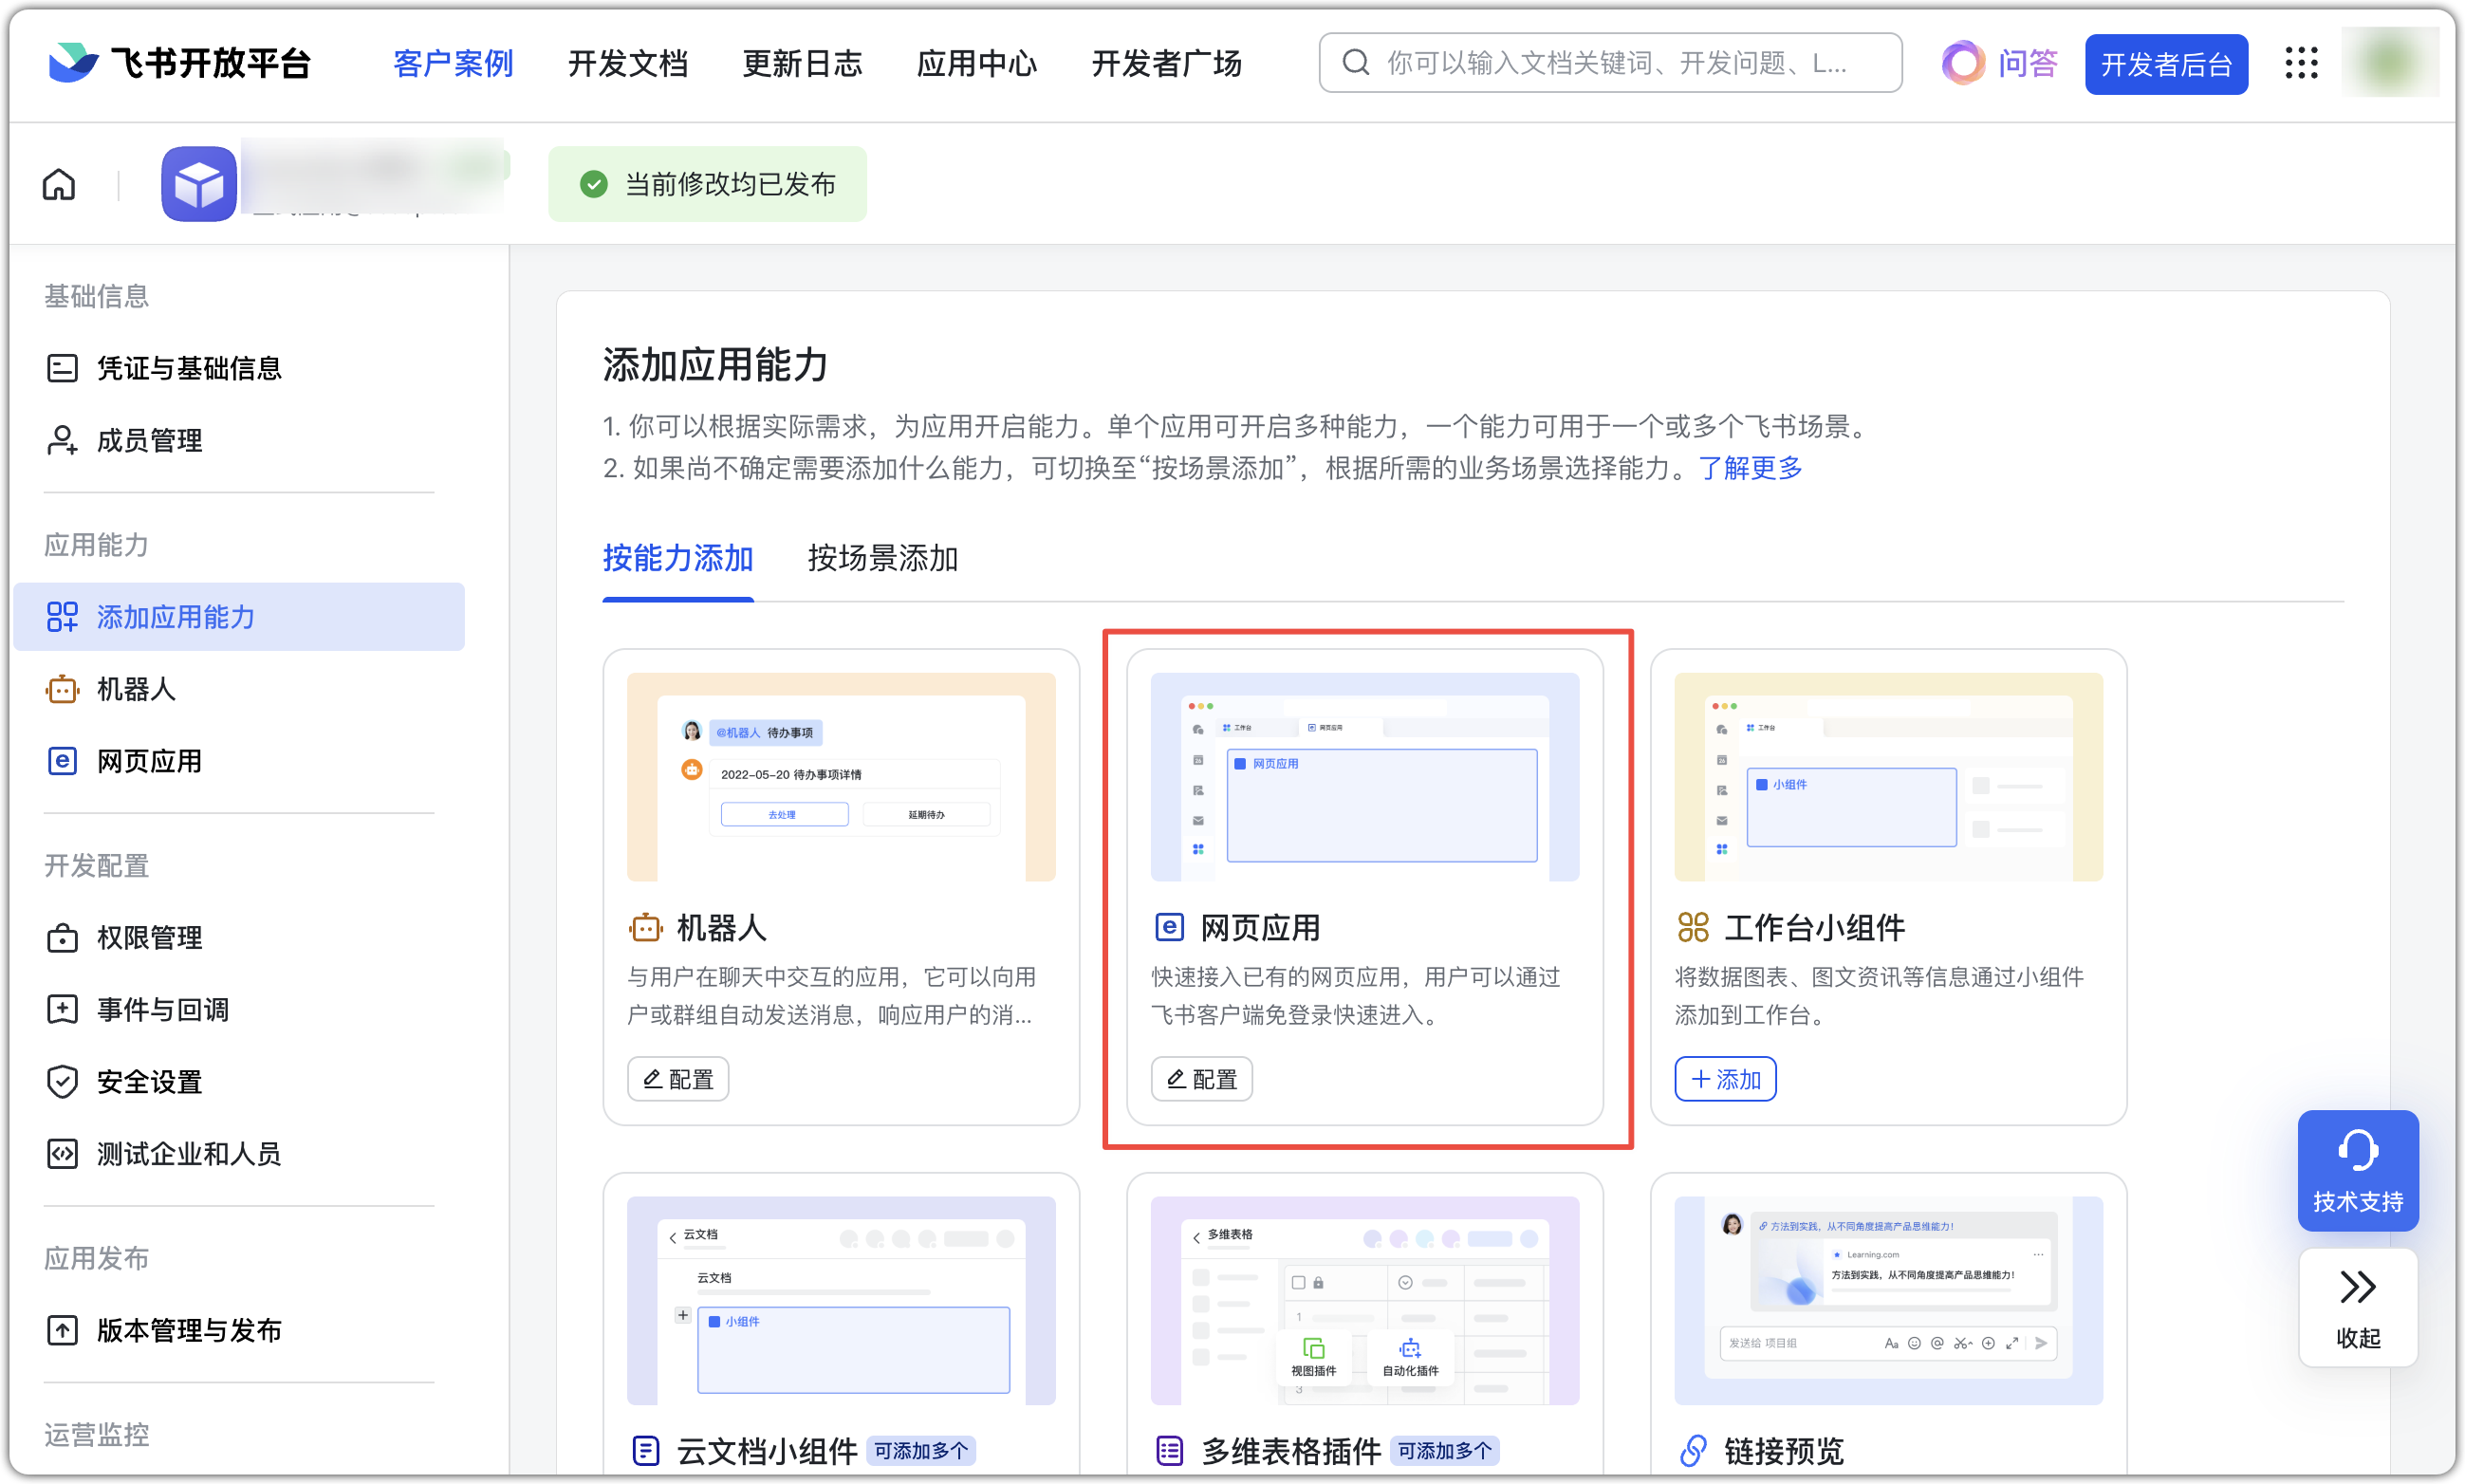 飞书开放平台
客户案例
开发文档
更新日志
应用中心
开发者广场
你可以输入文档关键词、开发问题、L...
问答
开发者后台
当前修改均已发布
基础信息
凭证与基础信息
成员管理
应用能力
添加应用能力
机器人
网页应用
开发配置
权限管理
事件与回调
安全设置
测试企业和人员
应用发布
版本管理与发布
运营监控
添加应用能力
1. 你可以根据实际需求，为应用开启能力。单个应用可开启多种能力，一个能力可用于一个或多个飞书场景。
2. 如果尚不确定需要添加什么能力，可切换至“按场景添加”，根据所需的业务场景选择能力。了解更多
按能力添加
按场景添加
@机器人 待办事项
2022-05-20 待办事项详情
去处理
延期待办
机器人
与用户在聊天中交互的应用，它可以向用
户或群组自动发送消息，响应用户的消...
配置
工作台
网页应用
网页应用
网页应用
快速接入已有的网页应用，用户可以通过
飞书客户端免登录快速进入。
配置
工作台
小组件
工作台小组件
将数据图表、图文资讯等信息通过小组件
添加到工作台。
添加
云文档
云文档
小组件
云文档小组件
可添加多个
多维表格
1
视图插件
自动化插件
3
多维表格插件
可添加多个
方法到实践，从不同角度提高产品思维能力！
Learning.com
方法到实践，从不同角度提高产品思维能力！
发送给 项目组
Aa
链接预览
技术支持
收起